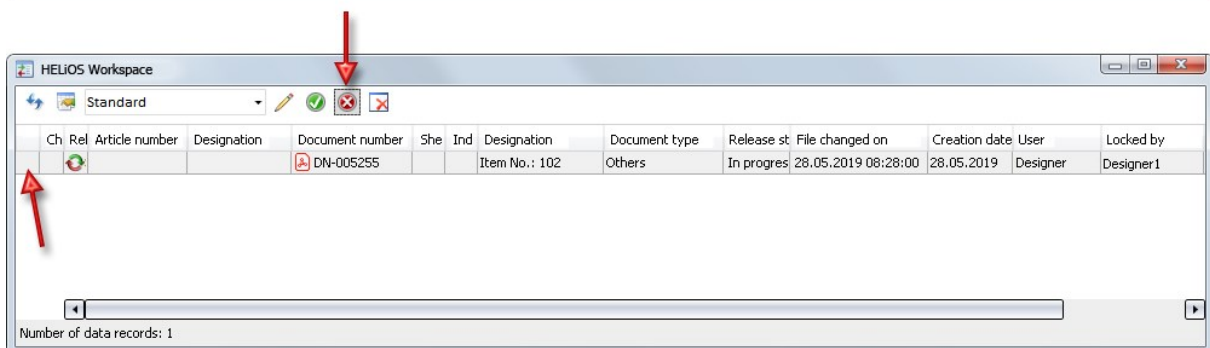 HELiOS Workspace
Standard
Ch Rel Article number Designation Document number She Ind Designation Document type Release st File changed on Creation date User Locked by
DN-005255 Item No.: 102 Others In progres 28.05.2019 08:28:00 28.05.2019 Designer Designer1
Number of data records: 1